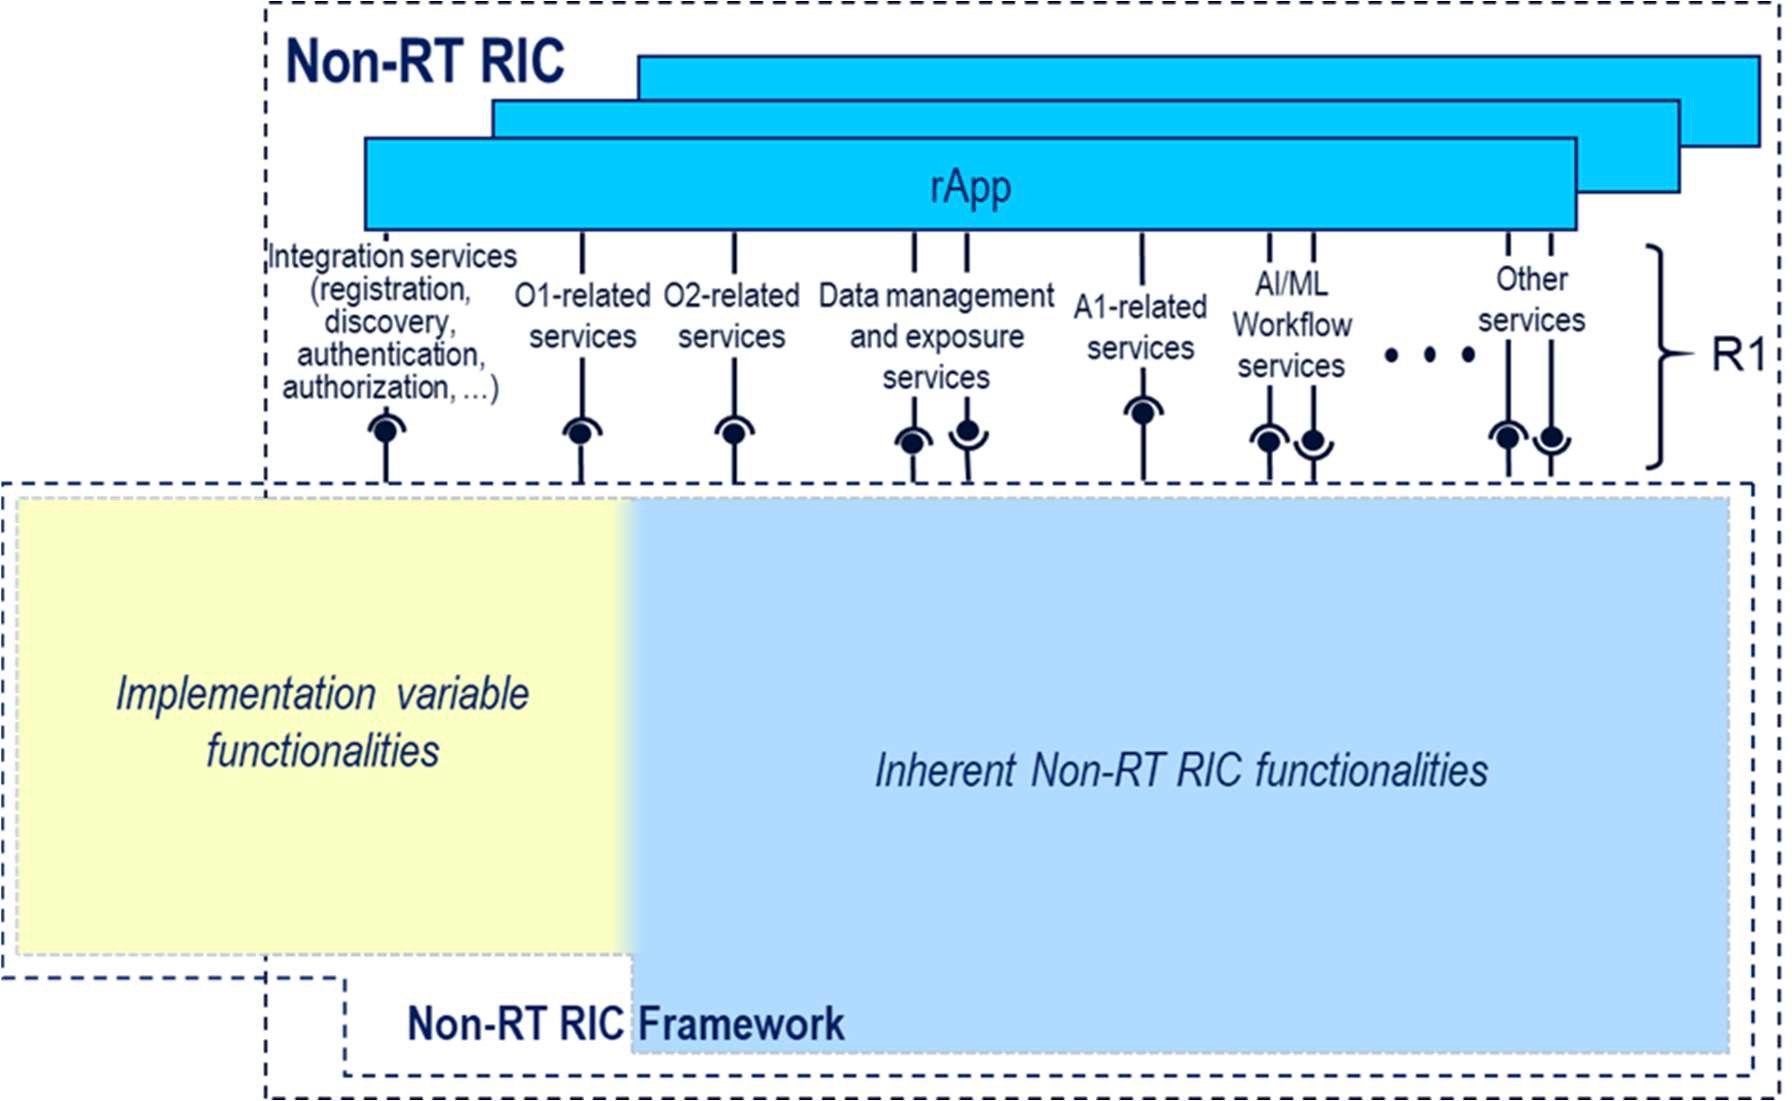 Non-RT RIC
rApp
Integration services
(registration,
discovery,
authentication,
authorization, ...)
O1-related
services
O2-related
services
Data management
and exposure
services
A1-related
services
AI/ML
Workflow
services
• • •
Other
services
R1
Implementation variable
functionalities
Inherent Non-RT RIC functionalities
Non-RT RIC Framework